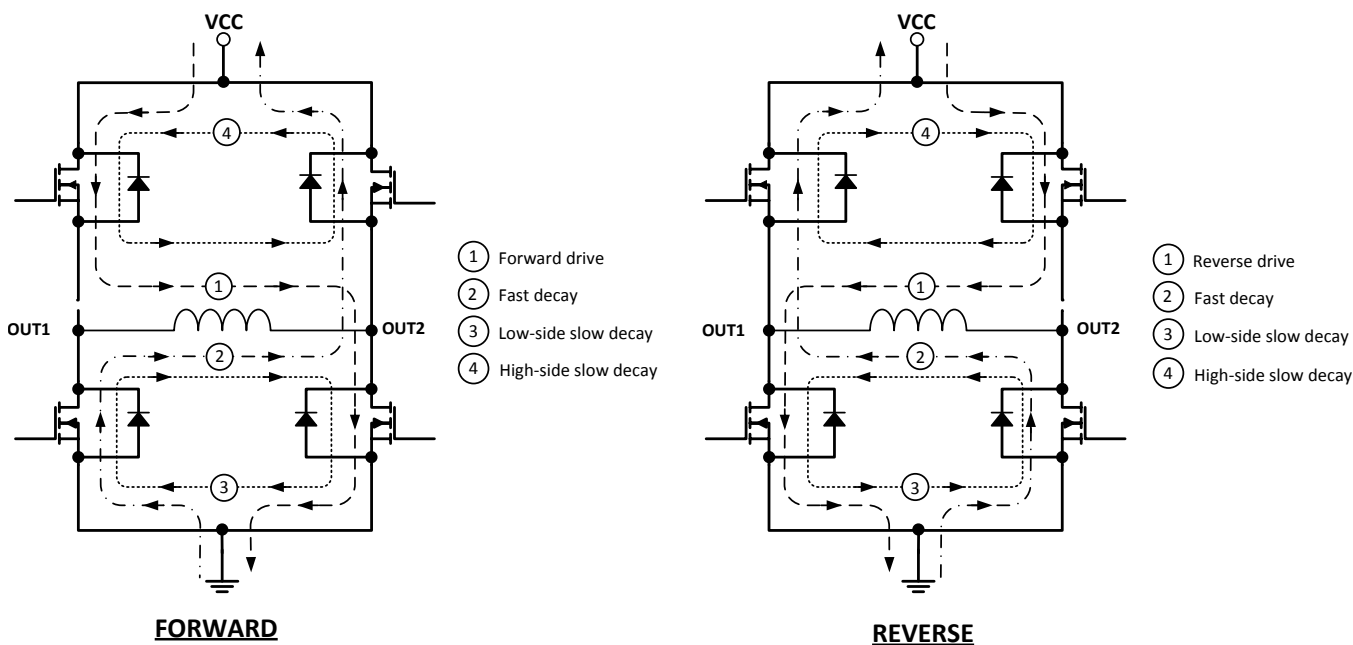 VCC
4
1
2
3
OUT1
OUT2
1 Forward drive
2 Fast decay
3 Low-side slow decay
4 High-side slow decay
FORWARD
VCC
4
1
2
3
OUT1
OUT2
1 Reverse drive
2 Fast decay
3 Low-side slow decay
4 High-side slow decay
REVERSE